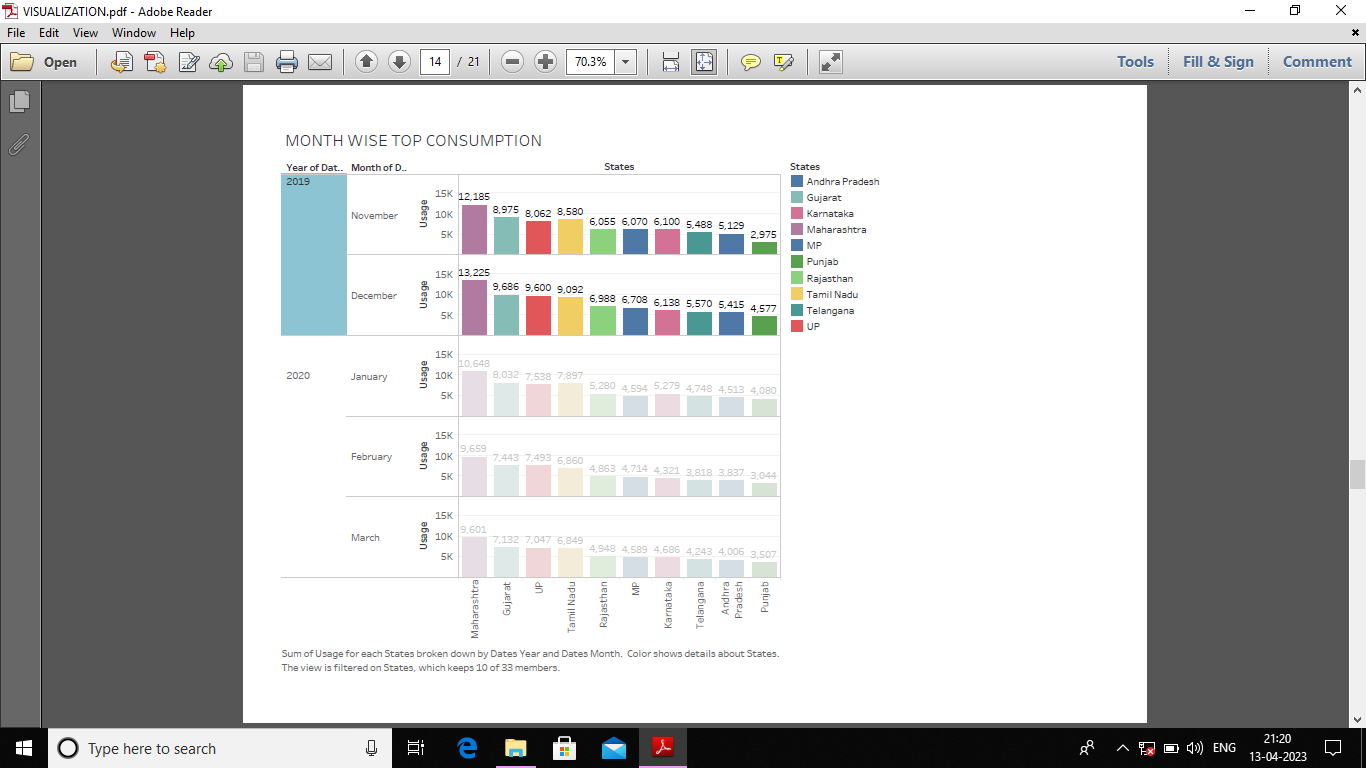 VISUALIZATION.pdf - Adobe Reader
File Edit View Window Help
Open 14 / 21 70.3% Tools Fill & Sign Comment
MONTH WISE TOP CONSUMPTION
Year of Dat.. Month of D.. States
2019
November
Usage
15K
10K
5K
12,185 8,975 8,062 8,580 6,055 6,070 6,100 5,488 5,129 2,975
December
Usage
15K
10K
5K
13,225 9,686 9,600 9,092 6,988 6,708 6,138 5,570 5,415 4,577
2020
January
Usage
15K
10K
5K
10,648 8,032 7,538 7,897 5,280 4,594 5,279 4,748 4,513 4,080
February
Usage
15K
10K
5K
9,659 7,443 7,493 6,860 4,863 4,714 4,321 3,818 3,837 3,044
March
Usage
15K
10K
5K
9,601 7,132 7,047 6,849 4,948 4,589 4,686 4,243 4,006 3,507
Maharashtra
Gujarat
UP
Tamil Nadu
Rajasthan
MP
Karnataka
Telangana
Andhra
Pradesh
Punjab
States
Andhra Pradesh
Gujarat
Karnataka
Maharashtra
MP
Punjab
Rajasthan
Tamil Nadu
Telangana
UP
Sum of Usage for each States broken down by Dates Year and Dates Month. Color shows details about States.
The view is filtered on States, which keeps 10 of 33 members.
Type here to search
ENG
21:20
13-04-2023